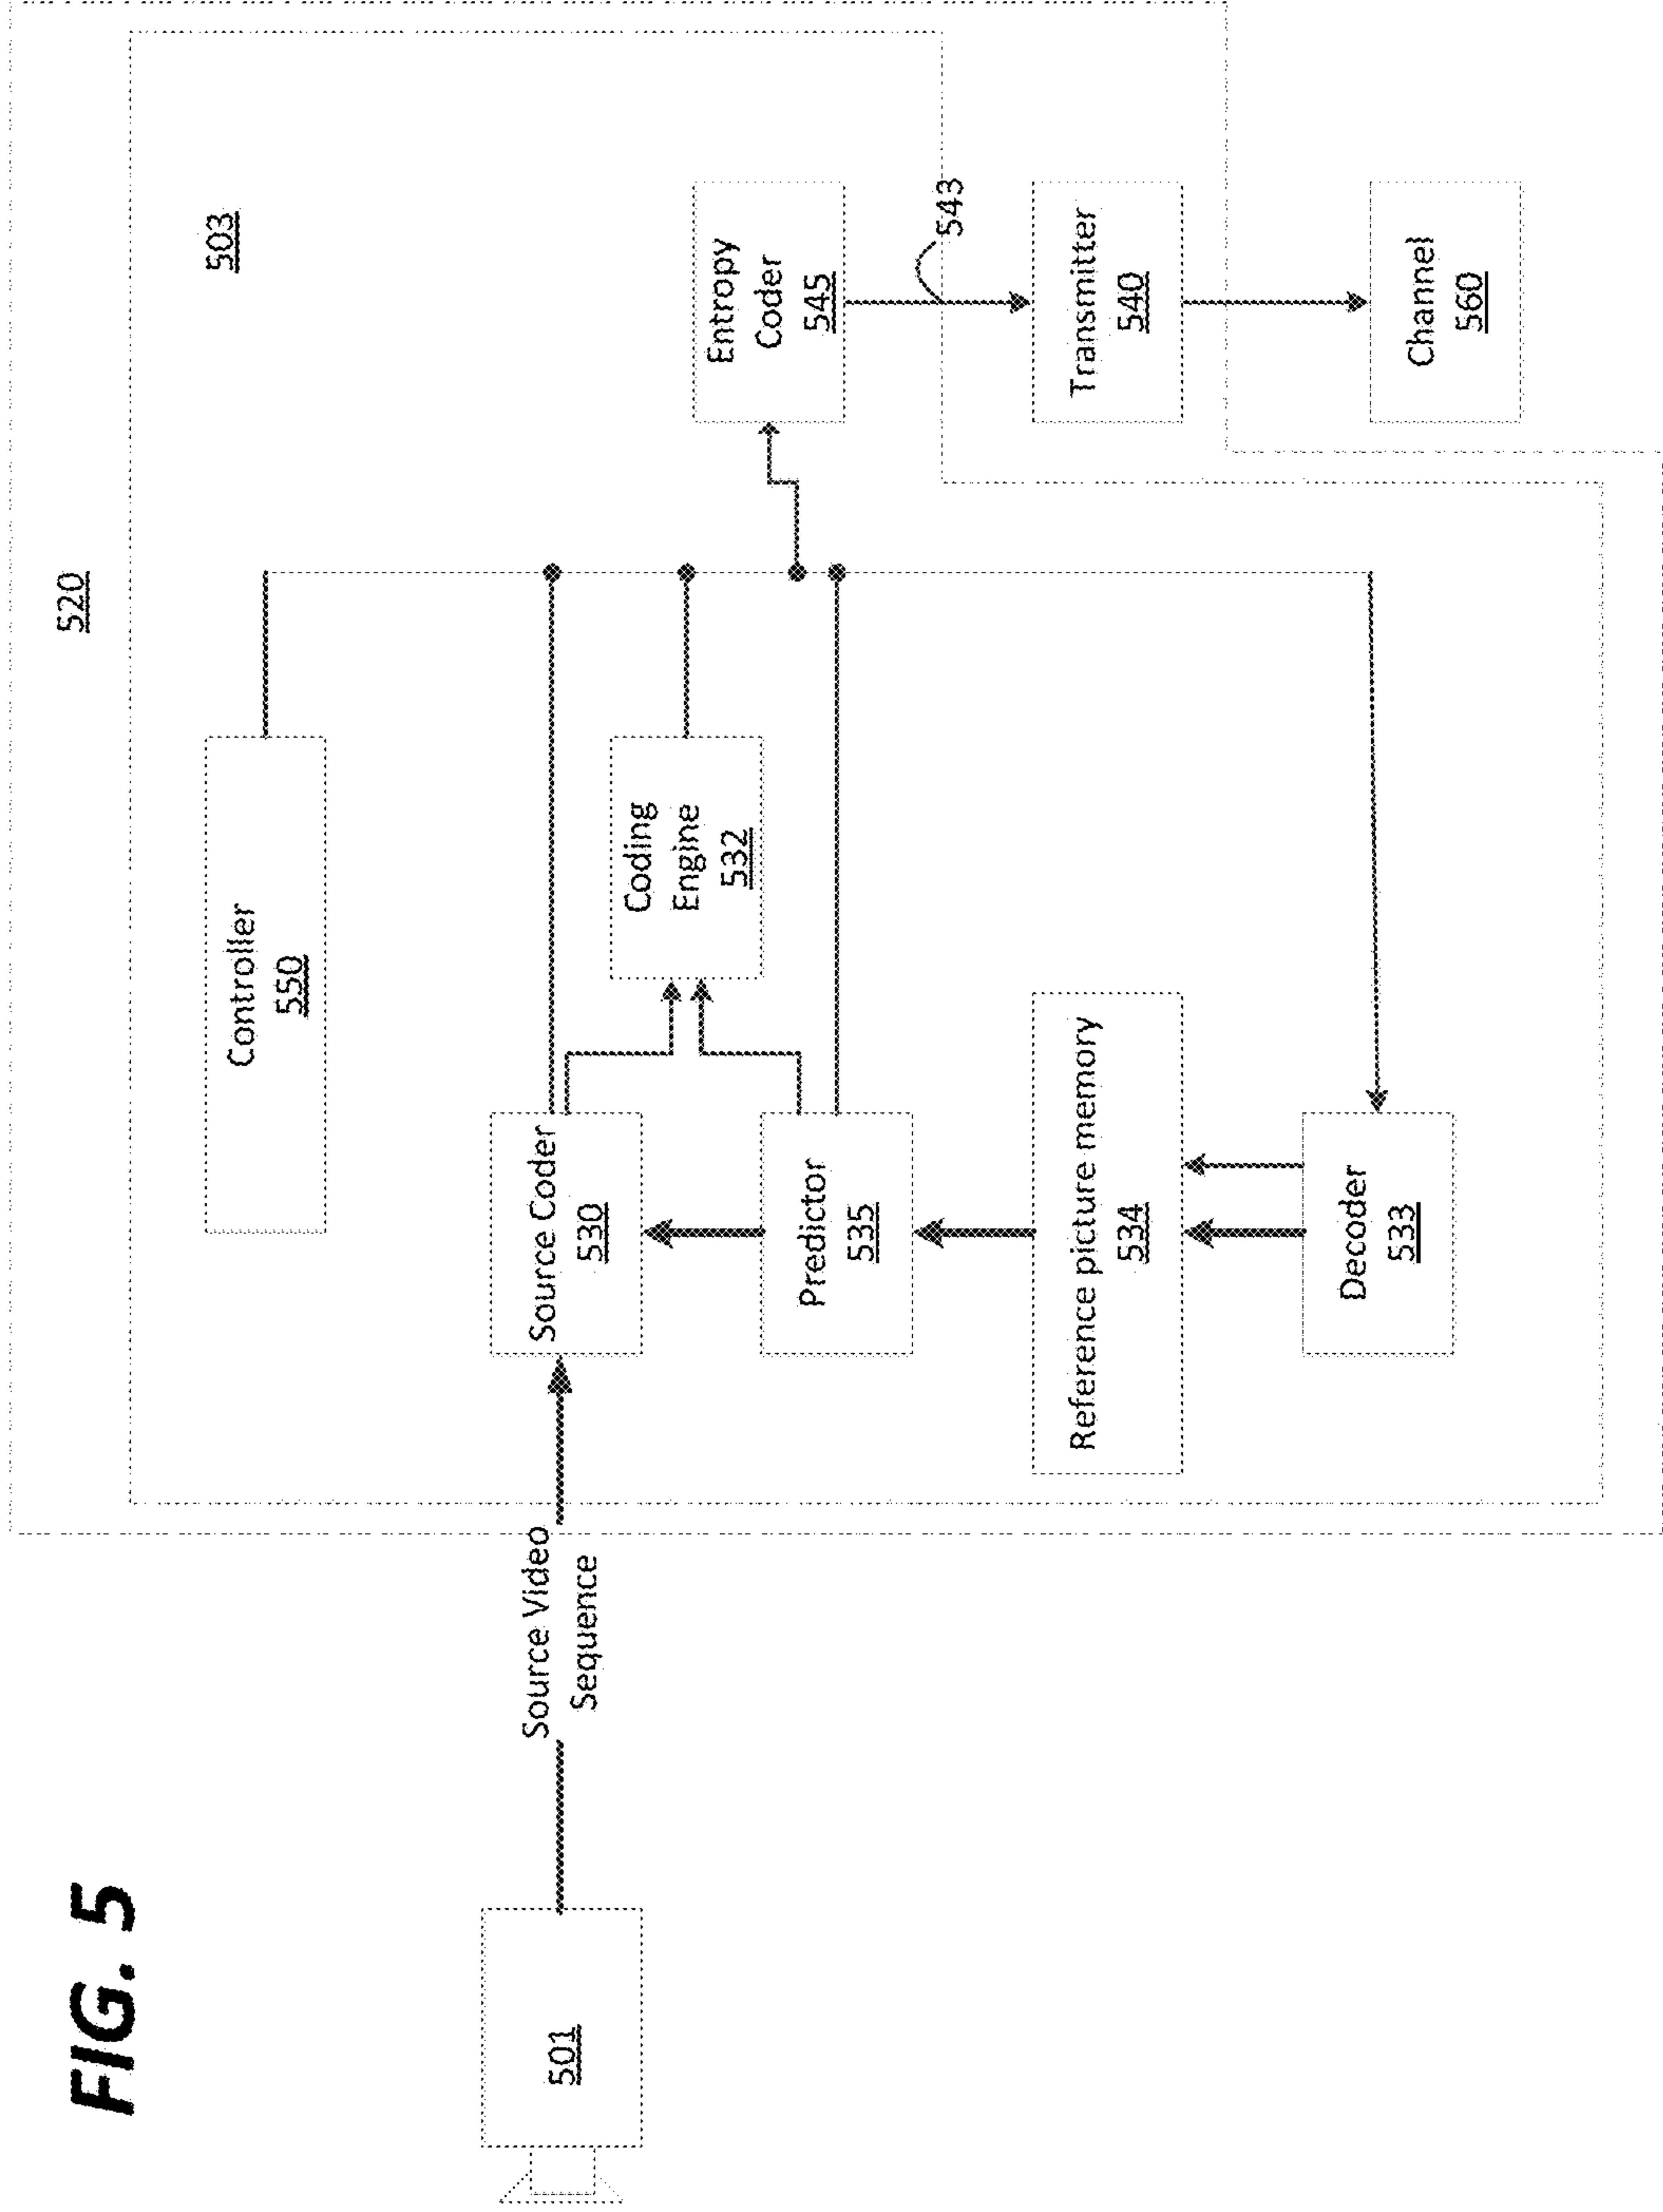 FIG. 5
520
503
Controller
550
501
Source Video
Sequence
Source Coder
530
Coding
Engine
532
Entropy
Coder
545
Predictor
535
543
Reference picture memory
534
Transmitter
540
Decoder
533
Channel
560